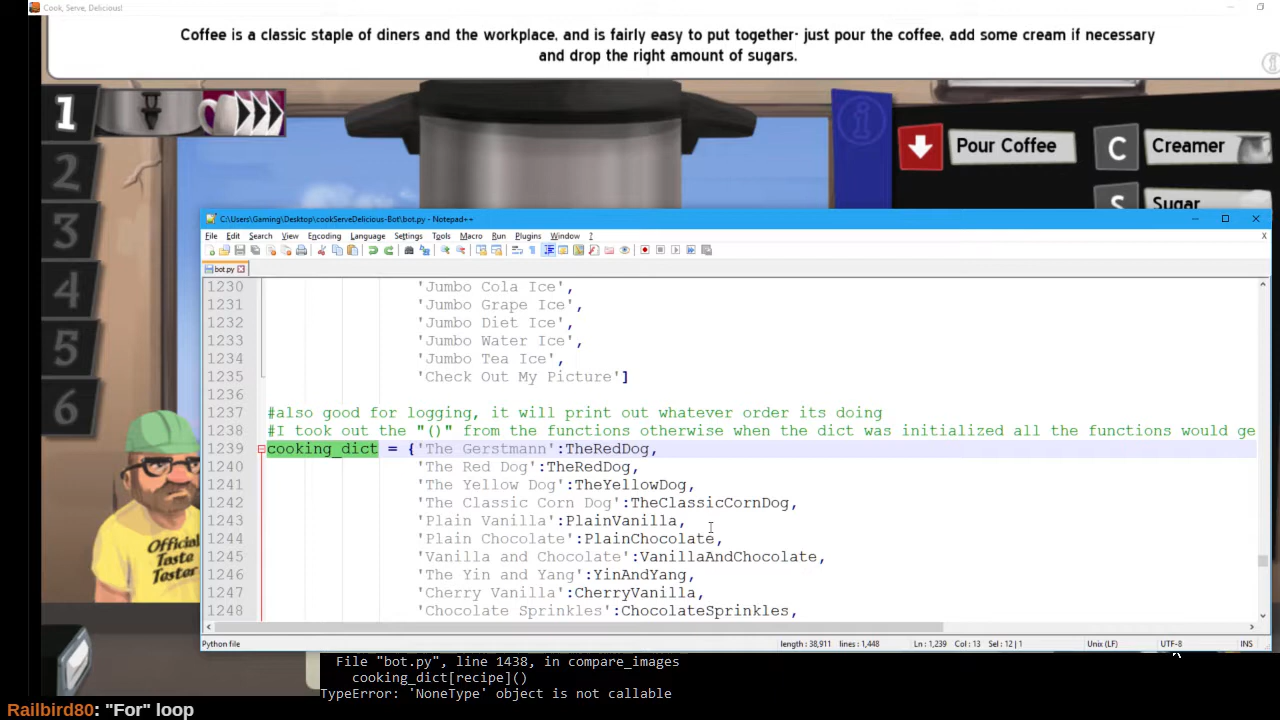 Cook, Serve, Delicious!
Coffee is a classic staple of diners and the workplace, and is fairly easy to put together- just pour the coffee, add some cream if necessary
and drop the right amount of sugars.
1
2
3
4
5
6
Pour Coffee
C
Creamer
S
Sugar
C:\Users\Gaming\Desktop\cookServeDelicious-Bot\bot.py - Notepad++
File Edit Search View Encoding Language Settings Tools Macro Run Plugins Window ?
X
bot.py
1230 'Jumbo Cola Ice',
1231 'Jumbo Grape Ice',
1232 'Jumbo Diet Ice',
1233 'Jumbo Water Ice',
1234 'Jumbo Tea Ice',
1235 'Check Out My Picture']
1236
1237 #also good for logging, it will print out whatever order its doing
1238 #I took out the "()" from the functions otherwise when the dict was initialized all the functions would ge
1239 cooking_dict = {'The Gerstmann':TheRedDog,
1240 'The Red Dog':TheRedDog,
1241 'The Yellow Dog':TheYellowDog,
1242 'The Classic Corn Dog':TheClassicCornDog,
1243 'Plain Vanilla':PlainVanilla,
1244 'Plain Chocolate':PlainChocolate,
1245 'Vanilla and Chocolate':VanillaAndChocolate,
1246 'The Yin and Yang':YinAndYang,
1247 'Cherry Vanilla':CherryVanilla,
1248 'Chocolate Sprinkles':ChocolateSprinkles,
Python file
length : 38,911 lines : 1,448
Ln : 1,239 Col : 13 Sel : 12 | 1
Unix (LF)
UTF-8
INS
Official
Taste
Tester
File "bot.py", line 1438, in compare_images
cooking_dict[recipe]()
TypeError: 'NoneType' object is not callable
Railbird80: "For" loop